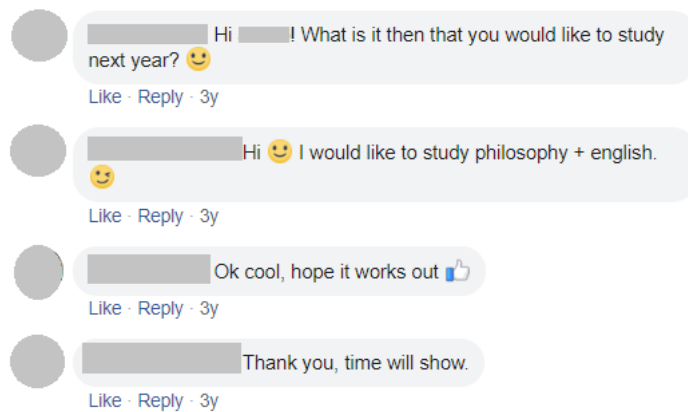 Hi ! What is it then that you would like to study
next year? 🙂
Like · Reply · 3y
Hi 🙂 I would like to study philosophy + english.
😉
Like · Reply · 3y
Ok cool, hope it works out 👍
Like · Reply · 3y
Thank you, time will show.
Like · Reply · 3y